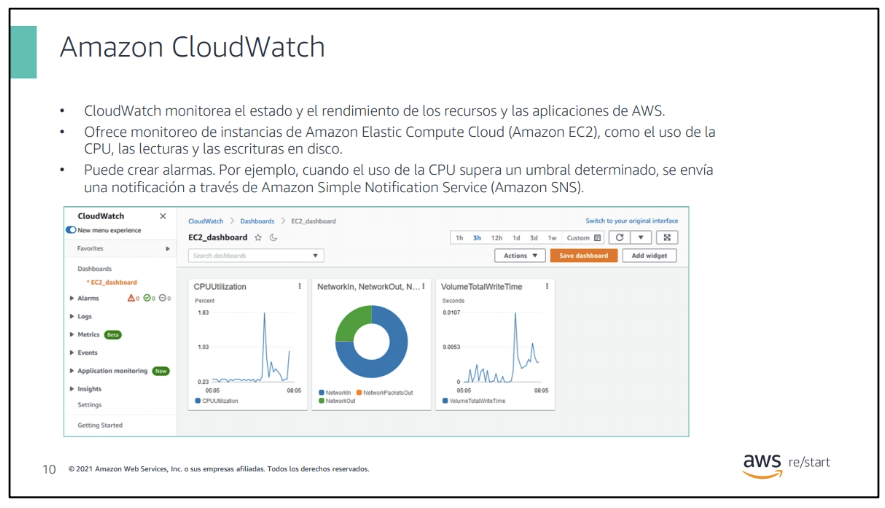 Amazon CloudWatch
• CloudWatch monitorea el estado y el rendimiento de los recursos y las aplicaciones de AWS.
• Ofrece monitoreo de instancias de Amazon Elastic Compute Cloud (Amazon EC2), como el uso de la
CPU, las lecturas y las escrituras en disco.
• Puede crear alarmas. Por ejemplo, cuando el uso de la CPU supera un umbral determinado, se envía
una notificación a través de Amazon Simple Notification Service (Amazon SNS).
CloudWatch
New menu experience
Favorites
Dashboards
* EC2_dashboard
Alarms 0 0 0
Logs
Metrics Beta
Events
Application monitoring New
Insights
Settings
Getting Started
CloudWatch > Dashboards > EC2_dashboard
Switch to your original interface
EC2_dashboard
1h 3h 12h 1d 3d 1w Custom
Search dashboards
Actions
Save dashboard
Add widget
CPUUtilization
Percent
1.83
1.03
0.23
05:05 08:05
CPUUtilization
NetworkIn, NetworkOut, N...
NetworkIn NetworkPacketsOut
NetworkOut
VolumeTotalWriteTime
Seconds
0.0107
0.0053
0
05:05 08:05
VolumeTotalWriteTime
10 © 2021 Amazon Web Services, Inc. o sus empresas afiliadas. Todos los derechos reservados.
aws re/start